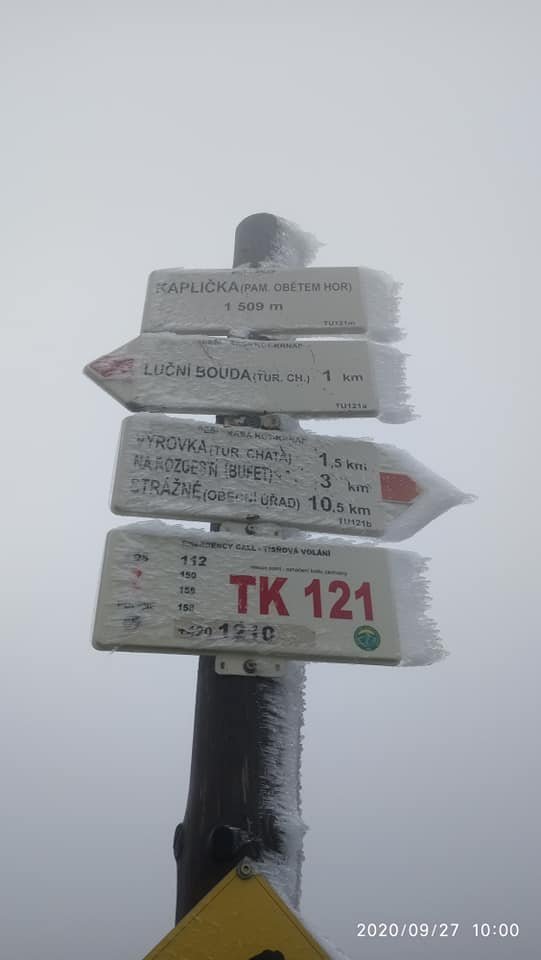 KAPLIČKA (PAM. OBĚTEM HOR)
1 509 m
TU121m
LUČNÍ BOUDA (TUR. CH.) 1 km
TU121a
VÝROVKA (TUR. CHATA) 1,5 km
NA ROZCESTÍ (BUFET) 3 km
STRÁŽNÉ (OBECNÍ ÚŘAD) 10,5 km
TU121b
EMERGENCY CALL - TÍSŇOVÁ VOLÁNÍ
112
150
155
158
TK 121
1210
2020/09/27 10:00